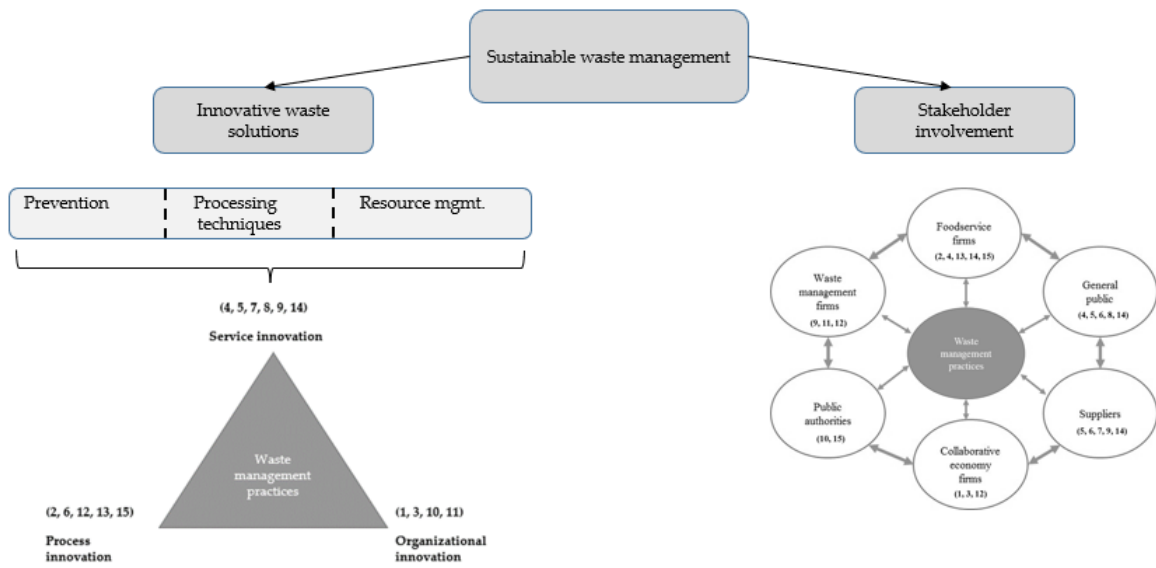 Sustainable waste management
Innovative waste
solutions
Stakeholder
involvement
Prevention
Processing
techniques
Resource mgmt.
(4, 5, 7, 8, 9, 14)
Service innovation
Waste
management
practices
(2, 6, 12, 13, 15)
Process
innovation
(1, 3, 10, 11)
Organizational
innovation
Foodservice
firms
(2, 4, 13, 14, 15)
Waste
management
firms
(9, 11, 12)
General
public
(4, 5, 6, 8, 14)
Waste
management
practices
Public
authorities
(10, 15)
Suppliers
(5, 6, 7, 9, 14)
Collaborative
economy
firms
(1, 3, 12)